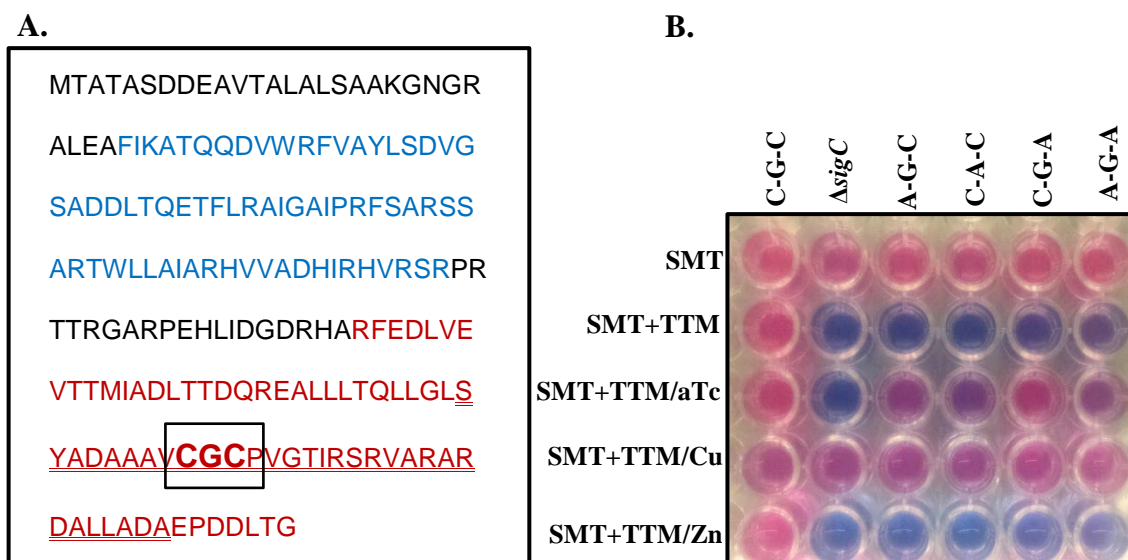 A.
MTATASDDEAVTALALSAAKGNGR
ALEAFIKATQQDVWRFVAYLSDVG
SADDLTQETFLRAIGAIPRFSARSS
ARTWLLAIARHVVADHIRHVRSRPR
TTRGARPEHLIDGDRHARFEDLVE
VTTMIADLTTDQREALLLTQLLGLS
YADAAAVCGCPVGTIRSRVARAR
DALLADAEPDDLTG
B.
C-G-C
ΔsigC
A-G-C
C-A-C
C-G-A
A-G-A
SMT
SMT+TTM
SMT+TTM/aTc
SMT+TTM/Cu
SMT+TTM/Zn